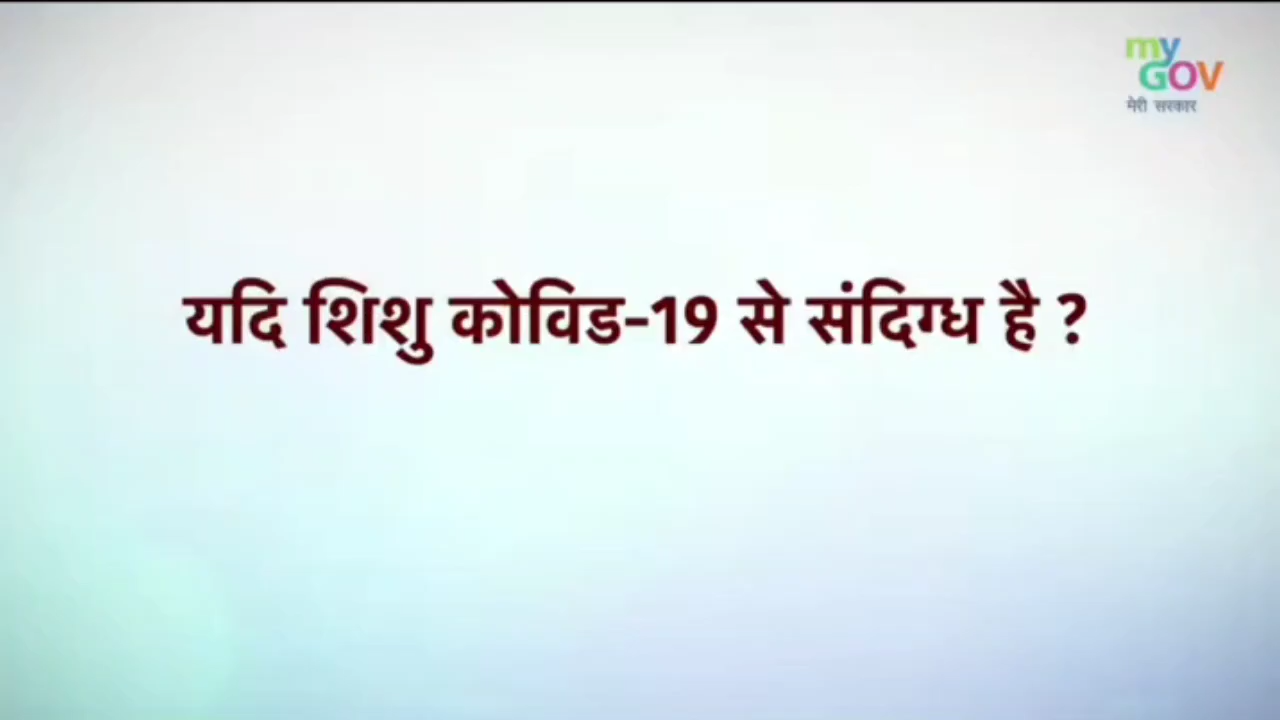 my
GOV
मेरी सरकार
यदि शिशु कोविड-19 से संदिग्ध है ?